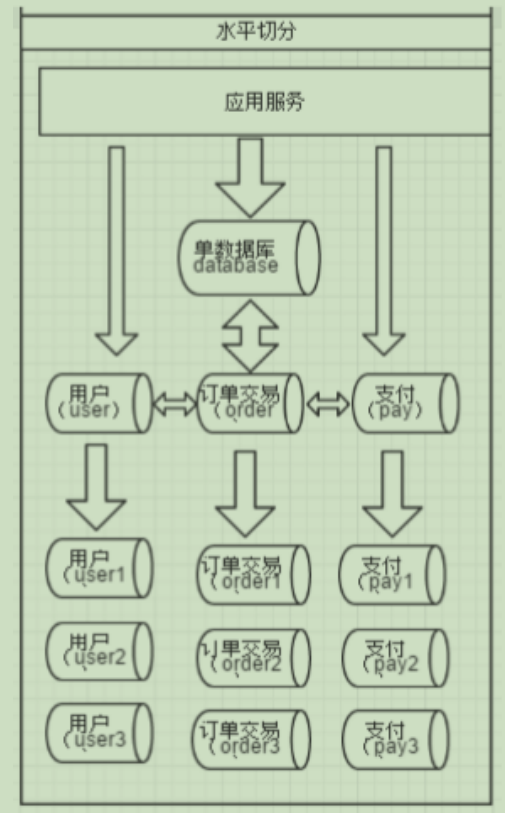 水平切分
应用服务
单数据库
database
用户
（user）
订单交易
（order
支付
（pay）
用户
（user1
订单交易
（order1
支付
（pay1
用户
（user2
订单交易
（order2
支付
（pay2
用户
（user3
订单交易
（order3
支付
（pay3